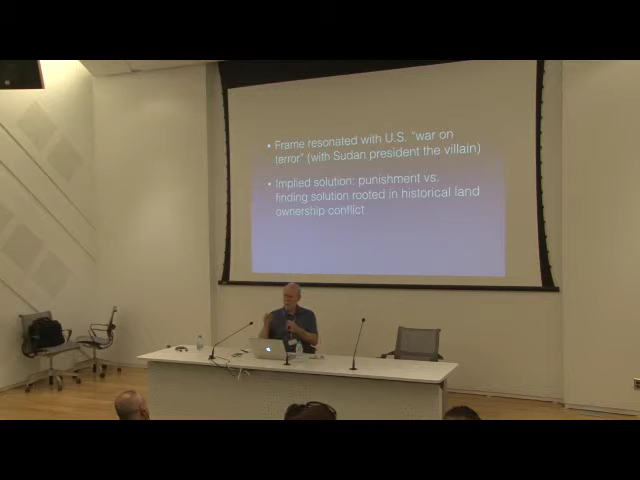 • Frame resonated with U.S. "war on
terror" (with Sudan president the villain)
• Implied solution: punishment vs.
finding solution rooted in historical land
ownership conflict